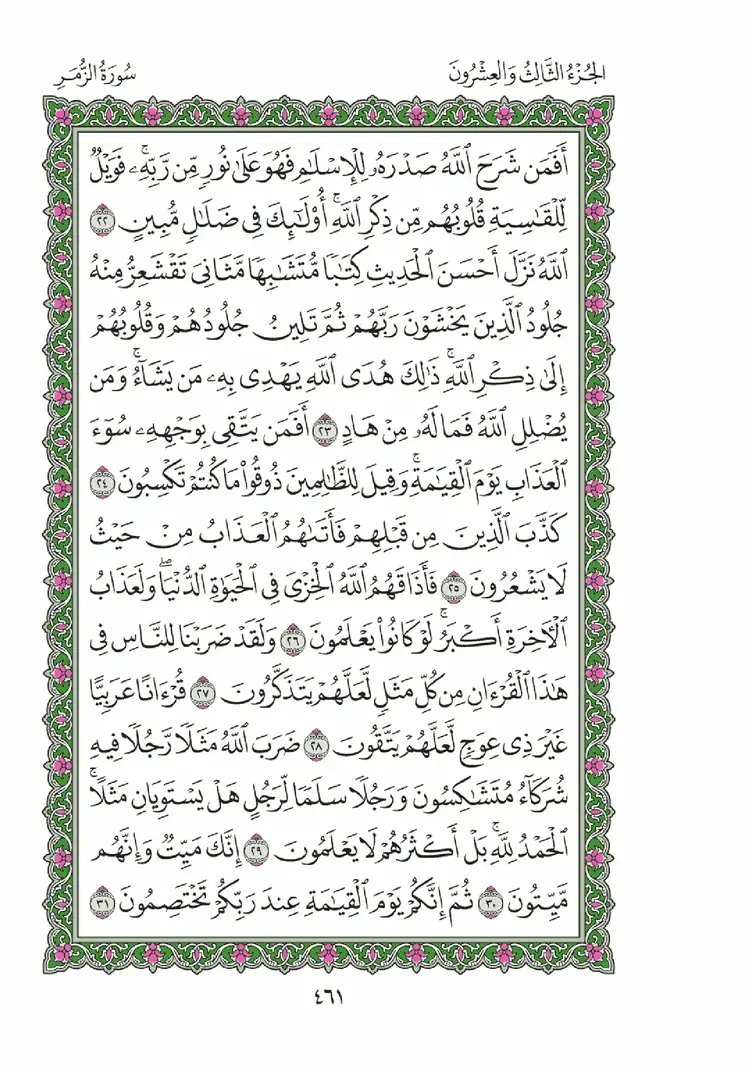 الجُزْءُ الثَّالِثُ وَالعِشْرُونَ
سُورَةُ الزُّمَرِ
أَفَمَن شَرَحَ ٱللَّهُ صَدْرَهُۥ لِلْإِسْلَٰمِ فَهُوَ عَلَىٰ نُورٍ مِّن رَّبِّهِۦۚ فَوَيْلٌ
لِّلْقَٰسِيَةِ قُلُوبُهُم مِّن ذِكْرِ ٱللَّهِۚ أُو۟لَٰٓئِكَ فِى ضَلَٰلٍ مُّبِينٍ ٢٢
ٱللَّهُ نَزَّلَ أَحْسَنَ ٱلْحَدِيثِ كِتَٰبًا مُّتَشَٰبِهًا مَّثَانِىَ تَقْشَعِرُّ مِنْهُ
جُلُودُ ٱلَّذِينَ يَخْشَوْنَ رَبَّهُمْ ثُمَّ تَلِينُ جُلُودُهُمْ وَقُلُوبُهُمْ
إِلَىٰ ذِكْرِ ٱللَّهِۚ ذَٰلِكَ هُدَى ٱللَّهِ يَهْدِى بِهِۦ مَن يَشَآءُۚ وَمَن
يُضْلِلِ ٱللَّهُ فَمَا لَهُۥ مِنْ هَادٍ ٢٣ أَفَمَن يَتَّقِى بِوَجْهِهِۦ سُوٓءَ
ٱلْعَذَابِ يَوْمَ ٱلْقِيَٰمَةِۚ وَقِيلَ لِلظَّٰلِمِينَ ذُوقُوا۟ مَا كُنتُمْ تَكْسِبُونَ ٢٤
كَذَّبَ ٱلَّذِينَ مِن قَبْلِهِمْ فَأَتَىٰهُمُ ٱلْعَذَابُ مِنْ حَيْثُ
لَا يَشْعُرُونَ ٢٥ فَأَذَاقَهُمُ ٱللَّهُ ٱلْخِزْىَ فِى ٱلْحَيَوٰةِ ٱلدُّنْيَاۖ وَلَعَذَابُ
ٱلْءَاخِرَةِ أَكْبَرُۚ لَوْ كَانُوا۟ يَعْلَمُونَ ٢٦ وَلَقَدْ ضَرَبْنَا لِلنَّاسِ فِى
هَٰذَا ٱلْقُرْءَانِ مِن كُلِّ مَثَلٍ لَّعَلَّهُمْ يَتَذَكَّرُونَ ٢٧ قُرْءَانًا عَرَبِيًّا
غَيْرَ ذِى عِوَجٍ لَّعَلَّهُمْ يَتَّقُونَ ٢٨ ضَرَبَ ٱللَّهُ مَثَلًا رَّجُلًا فِيهِ
شُرَكَآءُ مُتَشَٰكِسُونَ وَرَجُلًا سَلَمًا لِّرَجُلٍ هَلْ يَسْتَوِيَانِ مَثَلًاۚ
ٱلْحَمْدُ لِلَّهِۚ بَلْ أَكْثَرُهُمْ لَا يَعْلَمُونَ ٢٩ إِنَّكَ مَيِّتٌ وَإِنَّهُم
مَّيِّتُونَ ٣٠ ثُمَّ إِنَّكُمْ يَوْمَ ٱلْقِيَٰمَةِ عِندَ رَبِّكُمْ تَخْتَصِمُونَ ٣١
٤٦١